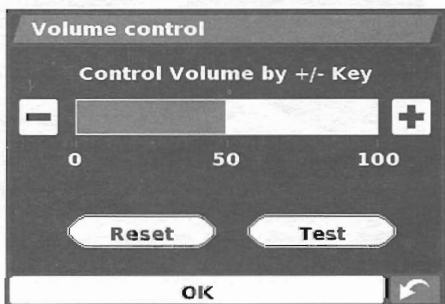 Volume control
Control Volume by +/- Key
0 50 100
Reset Test
OK